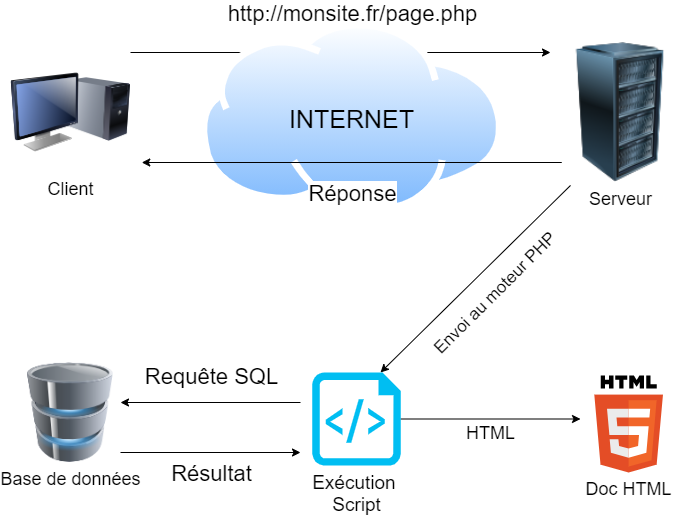 http://monsite.fr/page.php
INTERNET
Client
Réponse
Serveur
Envoi au moteur PHP
Requête SQL
HTML
HTML
Résultat
Base de données
Exécution
Script
Doc HTML